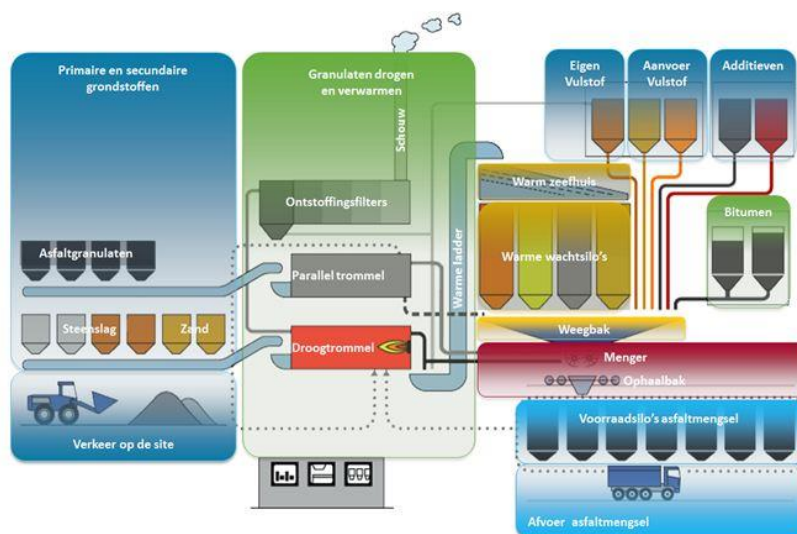 Primaire en secundaire
grondstoffen
Granulaten drogen
en verwarmen
Eigen
Vulstof
Aanvoer
Vulstof
Additieven
Schouw
Warm zeefhuis
Ontstoffingsfilters
Bitumen
Asfaltgranulaten
Warme ladder
Warme wachtsilo's
Parallel trommel
Steenslag
Zand
Weegbak
Droogtrommel
Menger
Ophaalbak
Voorraadsilo's asfaltmengsel
Verkeer op de site
Afvoer asfaltmengsel